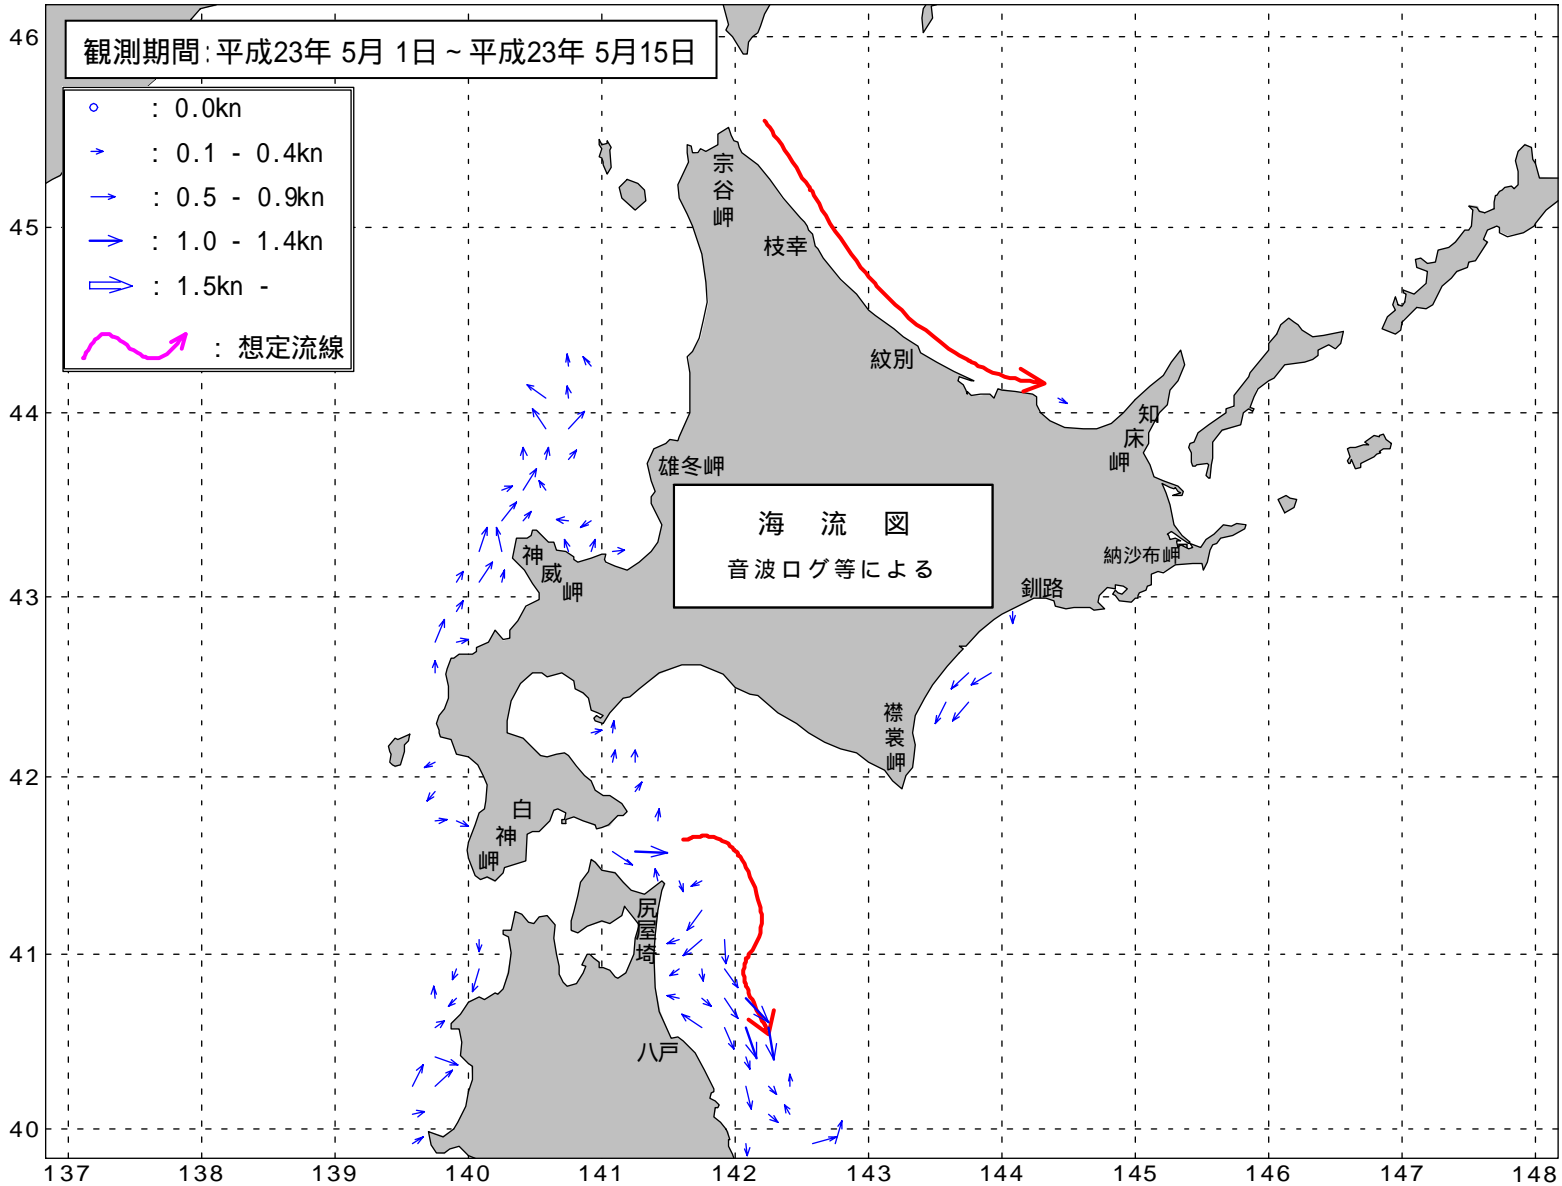 観測期間:平成23年 5月 1日 ~ 平成23年 5月15日
: 0.0kn
: 0.1 - 0.4kn
: 0.5 - 0.9kn
: 1.0 - 1.4kn
: 1.5kn -
: 想定流線
宗谷岬
枝幸
紋別
知床岬
雄冬岬
海 流 図
音波ログ等による
神威岬
納沙布岬
釧路
襟裳岬
白神岬
尻屋埼
八戸
46
45
44
43
42
41
40
137 138 139 140 141 142 143 144 145 146 147 148